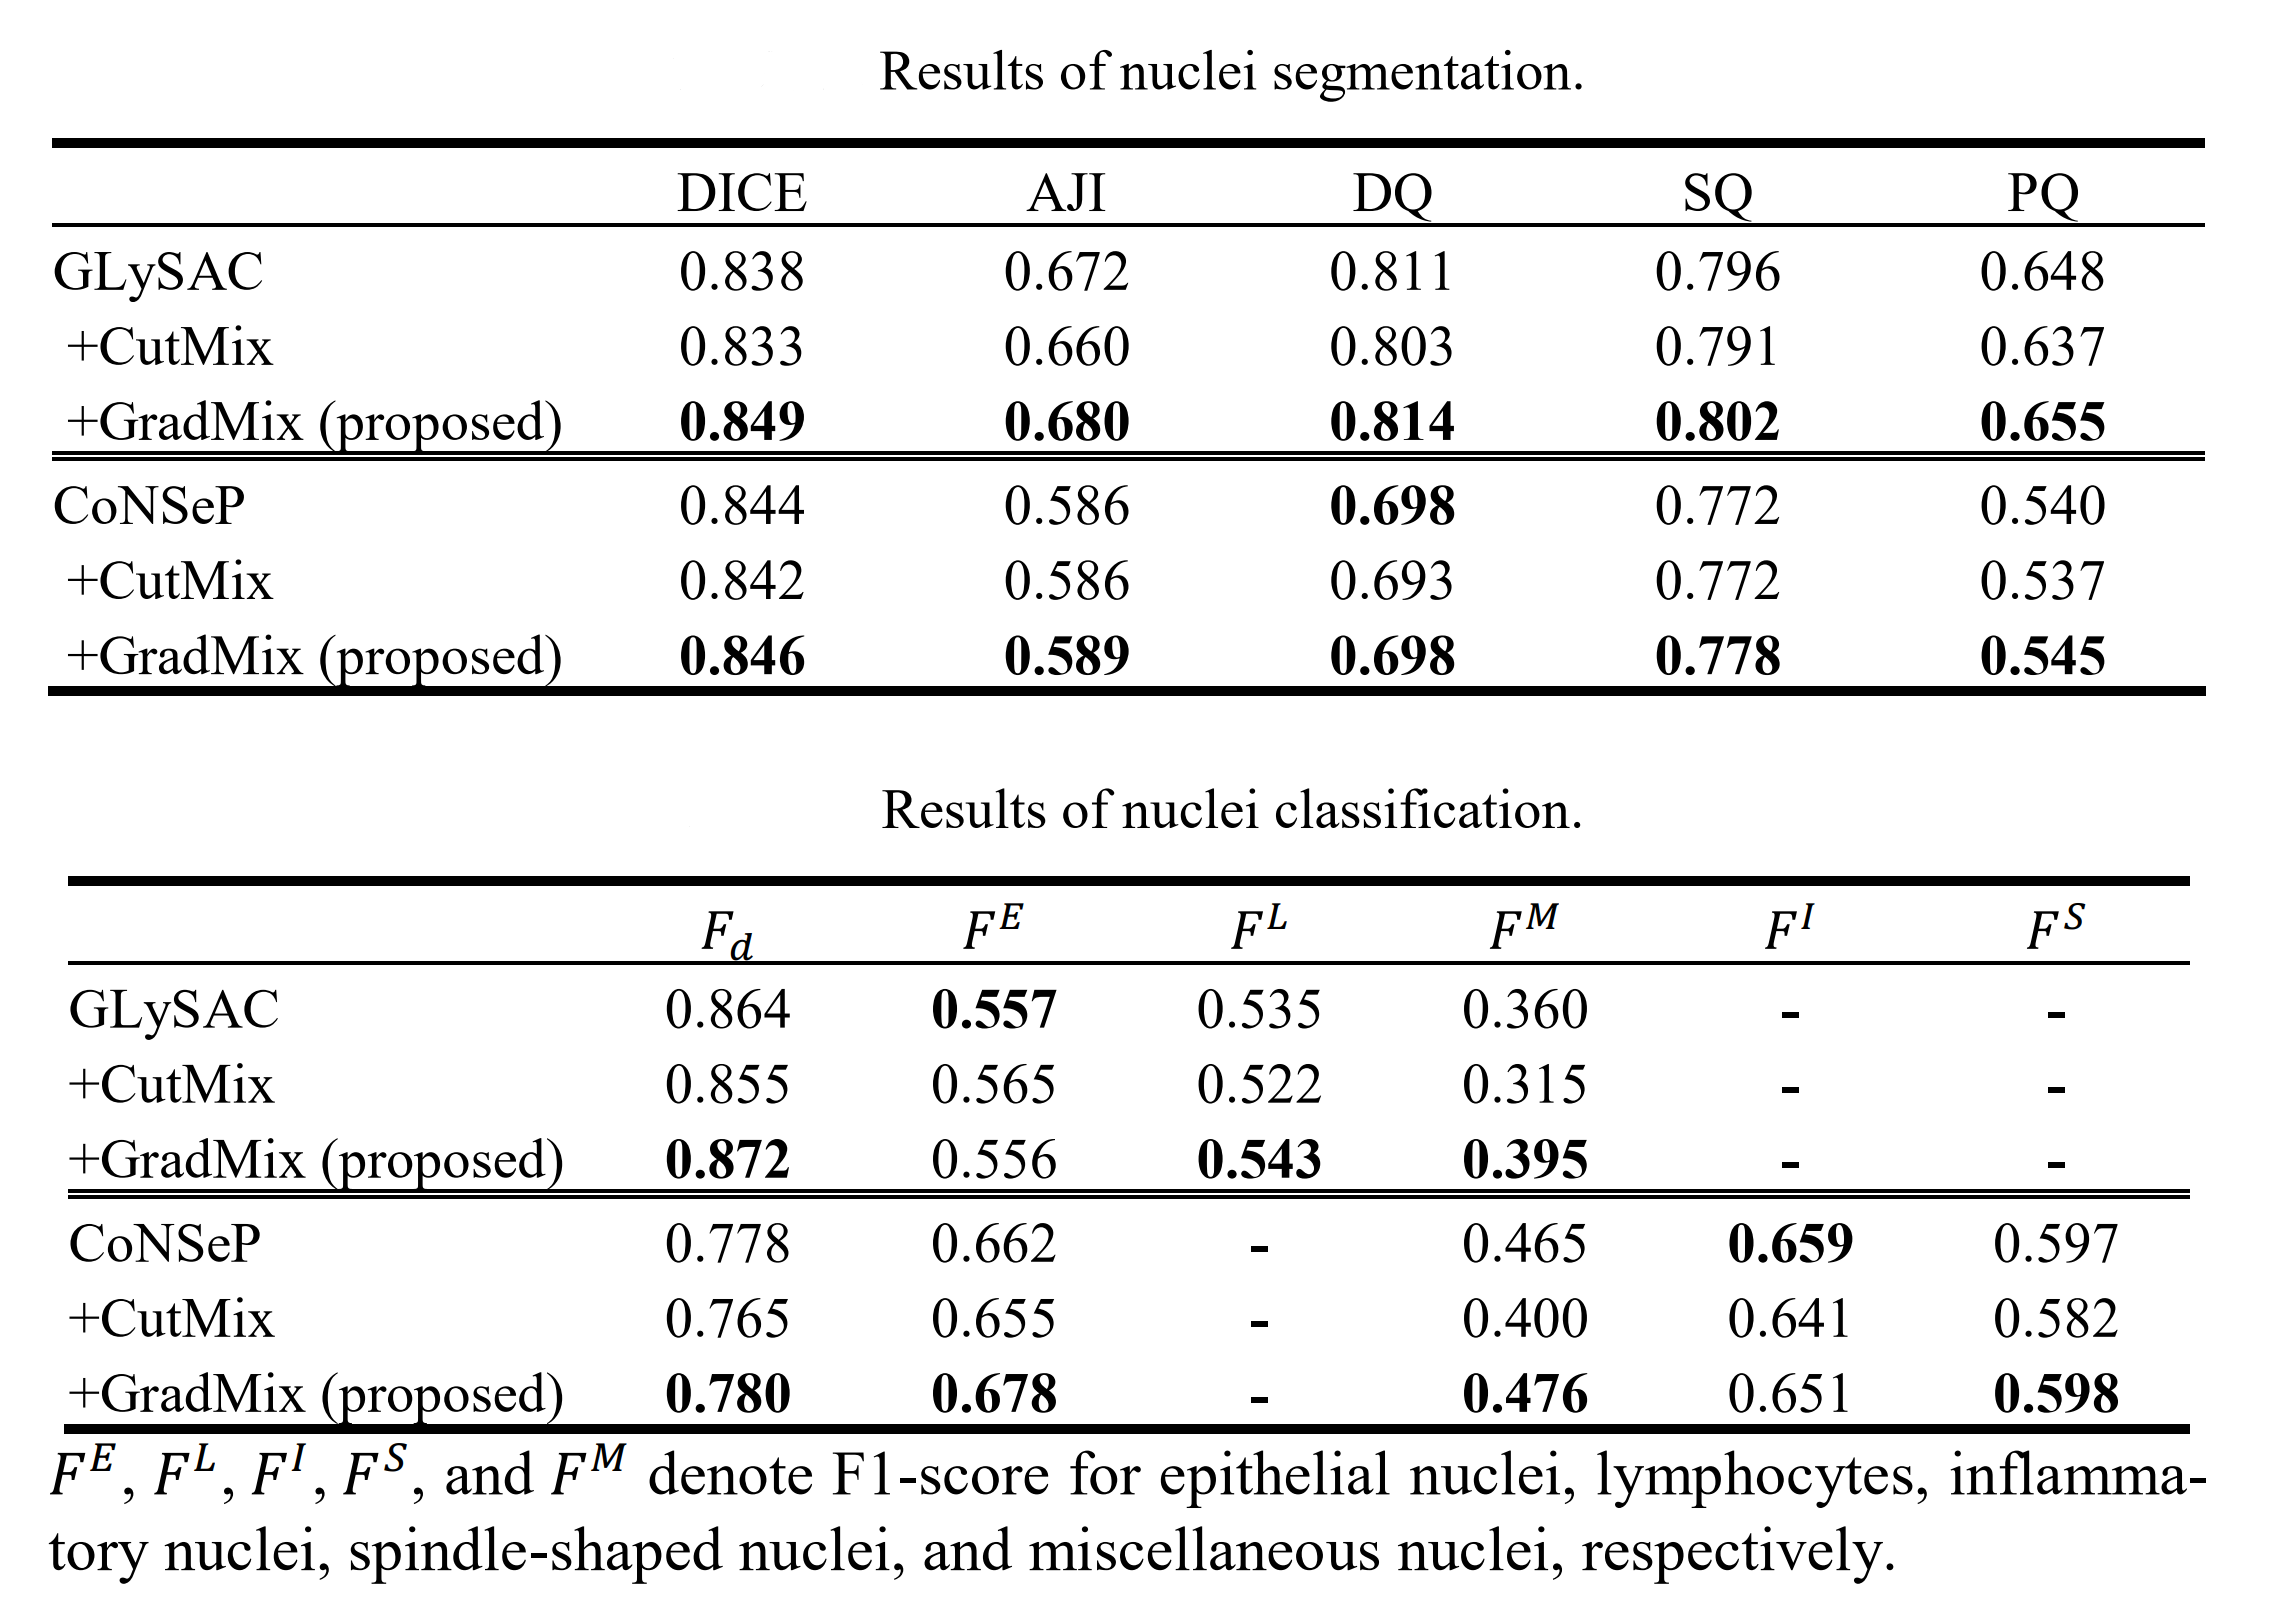 Results of nuclei segmentation.
DICE AJI DQ SQ PQ
GLySAC 0.838 0.672 0.811 0.796 0.648
+CutMix 0.833 0.660 0.803 0.791 0.637
+GradMix (proposed) 0.849 0.680 0.814 0.802 0.655
CoNSeP 0.844 0.586 0.698 0.772 0.540
+CutMix 0.842 0.586 0.693 0.772 0.537
+GradMix (proposed) 0.846 0.589 0.698 0.778 0.545
Results of nuclei classification.
F_d F^E F^L F^M F^I F^S
GLySAC 0.864 0.557 0.535 0.360 - -
+CutMix 0.855 0.565 0.522 0.315 - -
+GradMix (proposed) 0.872 0.556 0.543 0.395 - -
CoNSeP 0.778 0.662 - 0.465 0.659 0.597
+CutMix 0.765 0.655 - 0.400 0.641 0.582
+GradMix (proposed) 0.780 0.678 - 0.476 0.651 0.598
F^E, F^L, F^I, F^S, and F^M denote F1-score for epithelial nuclei, lymphocytes, inflamma-
tory nuclei, spindle-shaped nuclei, and miscellaneous nuclei, respectively.